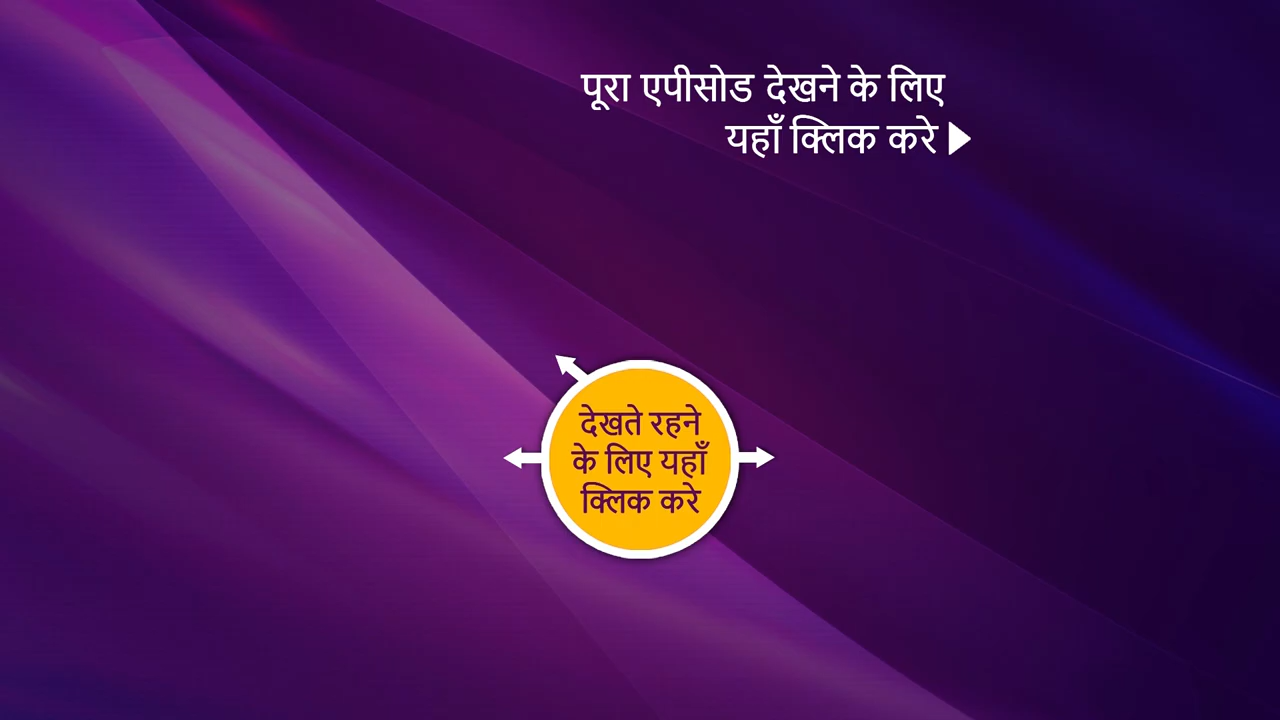 पूरा एपीसोड देखने के लिए
यहाँ क्लिक करे
देखते रहने
के लिए यहाँ
क्लिक करे